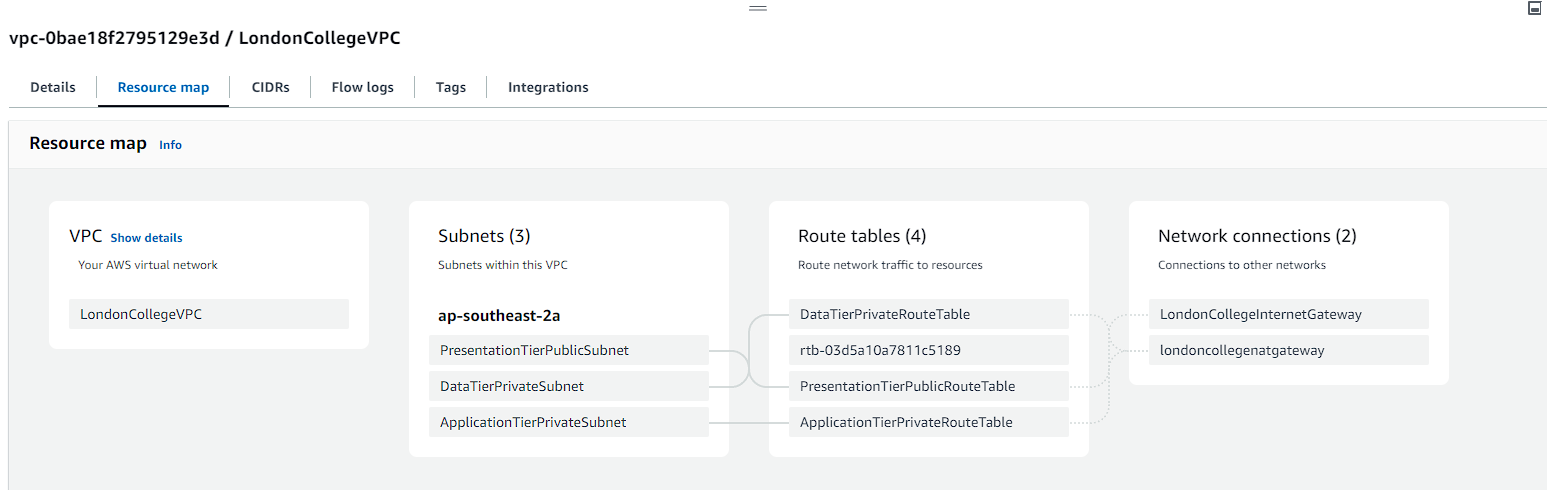 vpc-0bae18f2795129e3d / LondonCollegeVPC
Details Resource map CIDRs Flow logs Tags Integrations
Resource map Info
VPC Show details
Your AWS virtual network
LondonCollegeVPC
Subnets (3)
Subnets within this VPC
ap-southeast-2a
PresentationTierPublicSubnet
DataTierPrivateSubnet
ApplicationTierPrivateSubnet
Route tables (4)
Route network traffic to resources
DataTierPrivateRouteTable
rtb-03d5a10a7811c5189
PresentationTierPublicRouteTable
ApplicationTierPrivateRouteTable
Network connections (2)
Connections to other networks
LondonCollegeInternetGateway
londoncollegenatgateway